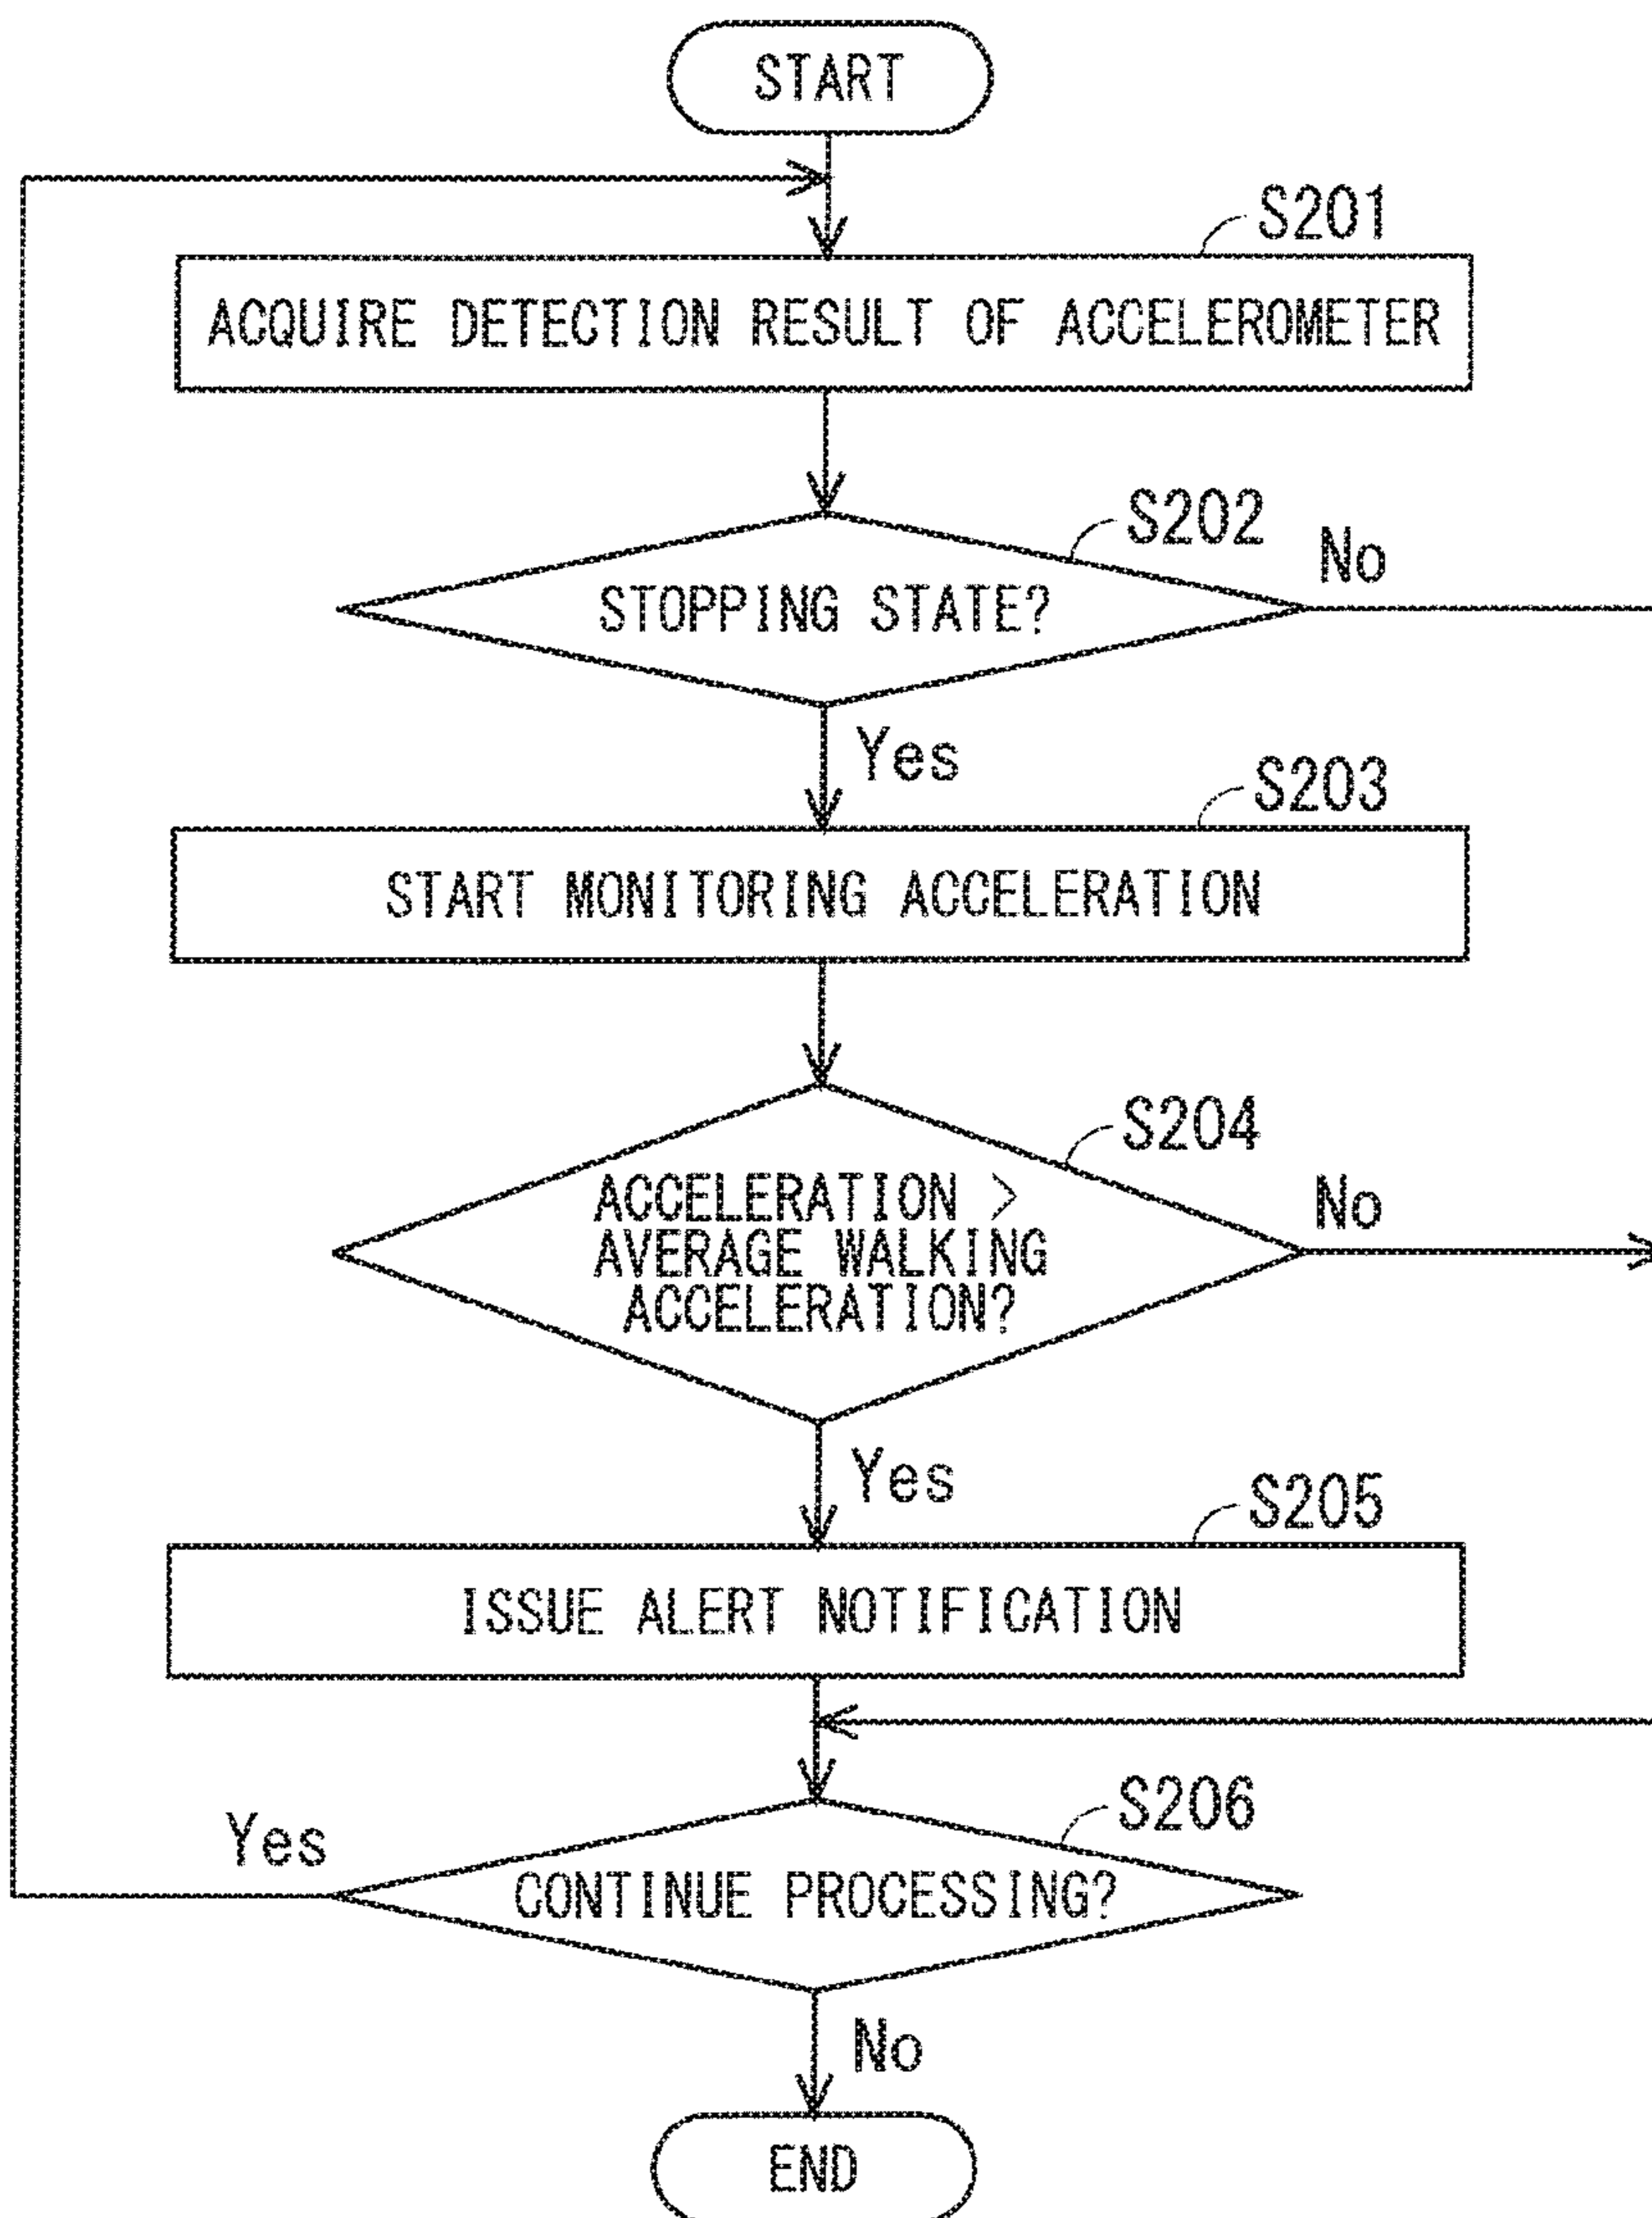 START
S201
ACQUIRE DETECTION RESULT OF ACCELEROMETER
S202
No
STOPPING STATE?
Yes
S203
START MONITORING ACCELERATION
S204
No
ACCELERATION >
AVERAGE WALKING
ACCELERATION?
Yes
S205
ISSUE ALERT NOTIFICATION
S206
Yes
CONTINUE PROCESSING?
No
END